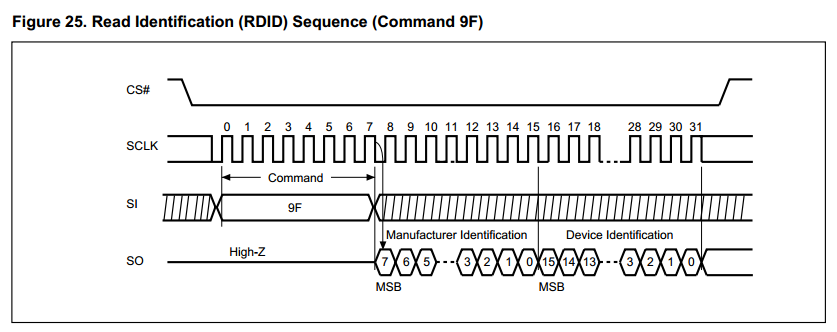 Figure 25. Read Identification (RDID) Sequence (Command 9F)
CS#
0 1 2 3 4 5 6 7 8 9 10 11 12 13 14 15 16 17 18 28 29 30 31
SCLK
Command
SI
9F
Manufacturer Identification Device Identification
High-Z
SO
7 6 5 3 2 1 0 15 14 13 3 2 1 0
MSB MSB